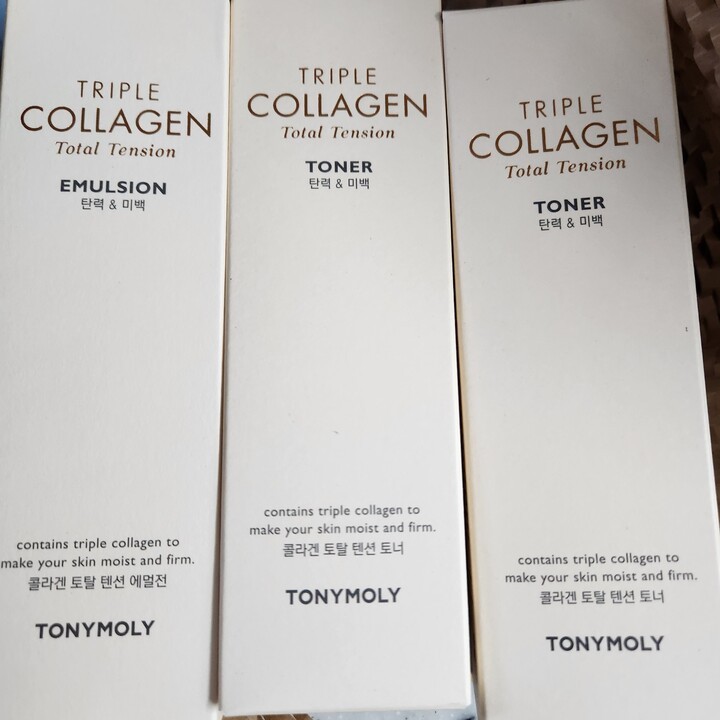 TRIPLE
COLLAGEN
Total Tension
EMULSION
탄력 & 미백
contains triple collagen to
make your skin moist and firm.
콜라겐 토탈 텐션 에멀전
TONYMOLY
TRIPLE
COLLAGEN
Total Tension
TONER
탄력 & 미백
contains triple collagen to
make your skin moist and firm.
콜라겐 토탈 텐션 토너
TONYMOLY
TRIPLE
COLLAGEN
Total Tension
TONER
탄력 & 미백
contains triple collagen to
make your skin moist and firm.
콜라겐 토탈 텐션 토너
TONYMOLY